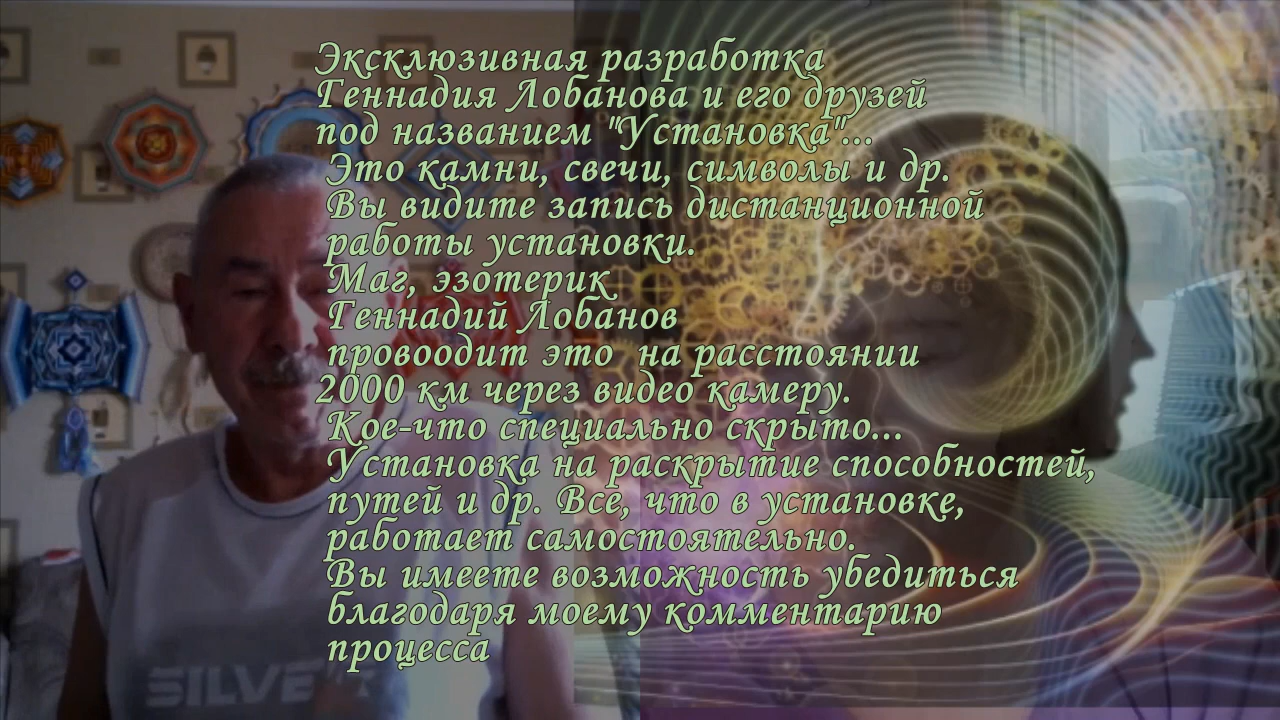 Эксклюзивная разработка
Геннадия Лобанова и его друзей
под названием "Установка"...
Это камни, свечи, символы и др.
Вы видите запись дистанционной
работы установки.
Маг, эзотерик
Геннадий Лобанов
провоодит это на расстоянии
2000 км через видео камеру.
Кое-что специально скрыто...
Установка на раскрытие способностей,
путей и др. Все, что в установке,
работает самостоятельно.
Вы имеете возможность убедиться
благодаря моему комментарию
процесса
SILVE